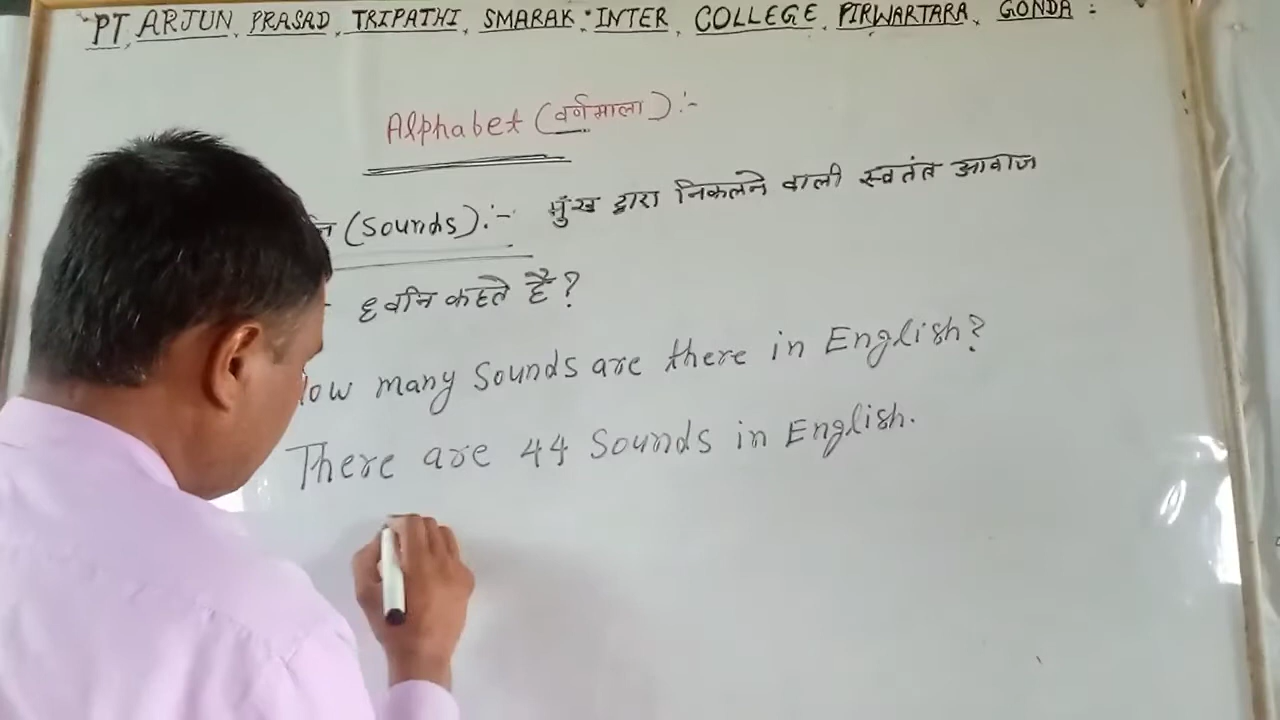 PT, ARJUN, PRASAD, TRIPATHI, SMARAK INTER, COLLEGE, PIRWARTARA, GONDA :
Alphabet (वर्णमाला) :-
(Sounds) :- मुँख द्वारा निकलने वाली स्वतंत आवाज
ध्वनि कहते है ?
How many Sounds are there in English?
There are 44 Sounds in English.